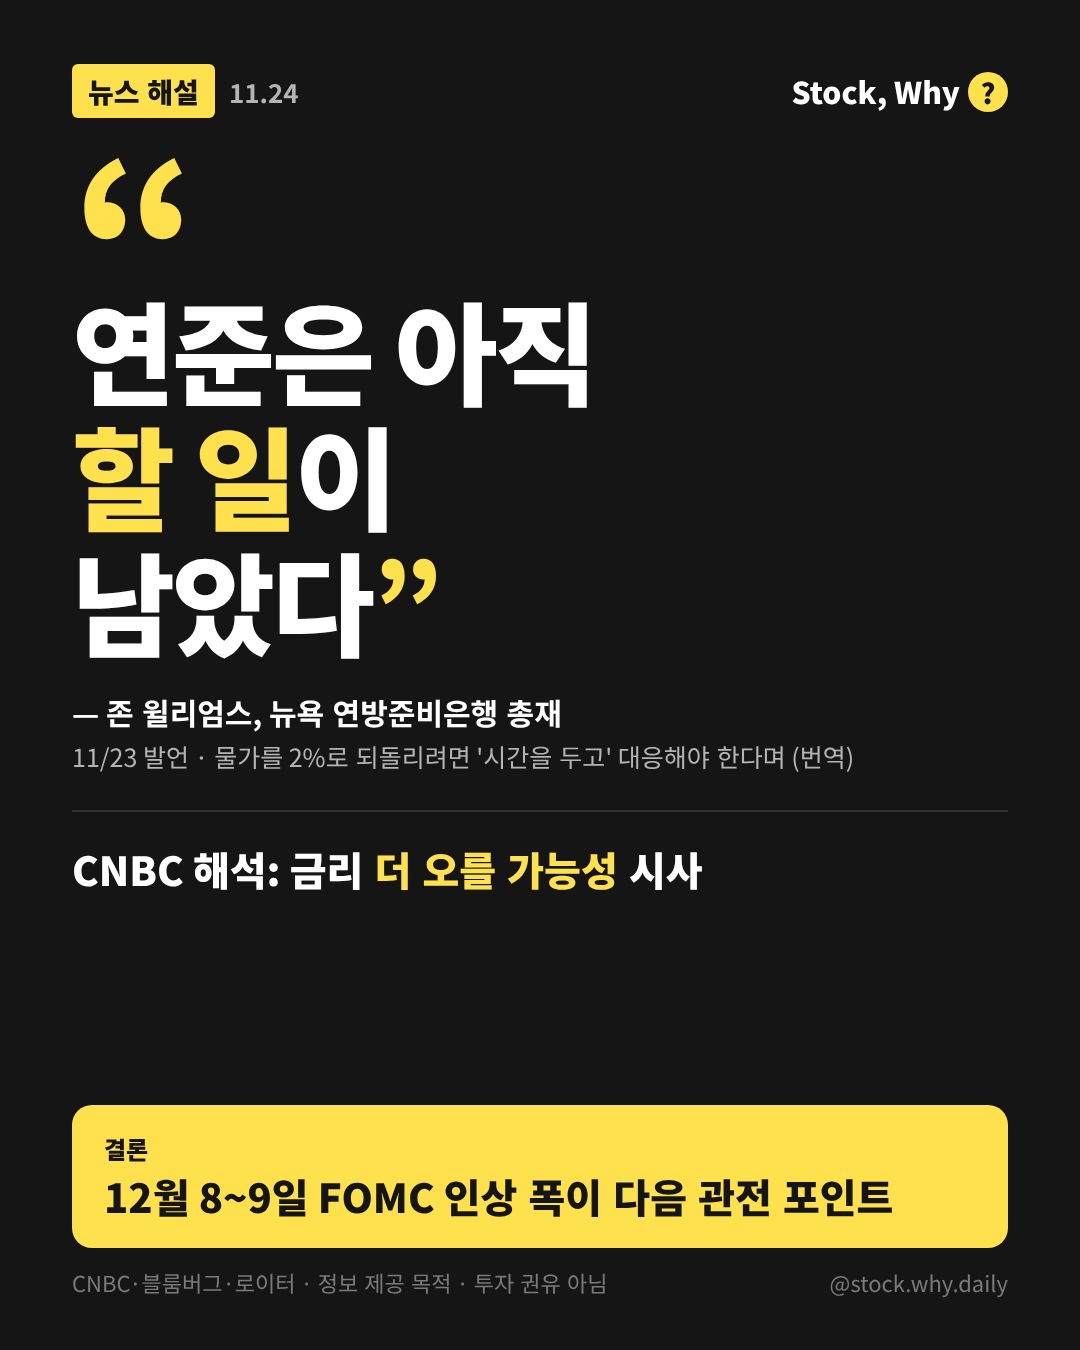 뉴스 해설 11.24
Stock, Why ?
“
연준은 아직
할 일이
남았다”
— 존 윌리엄스, 뉴욕 연방준비은행 총재
11/23 발언 · 물가를 2%로 되돌리려면 '시간을 두고' 대응해야 한다며 (번역)
CNBC 해석: 금리 더 오를 가능성 시사
결론
12월 8~9일 FOMC 인상 폭이 다음 관전 포인트
CNBC·블룸버그·로이터 · 정보 제공 목적 · 투자 권유 아님
@stock.why.daily